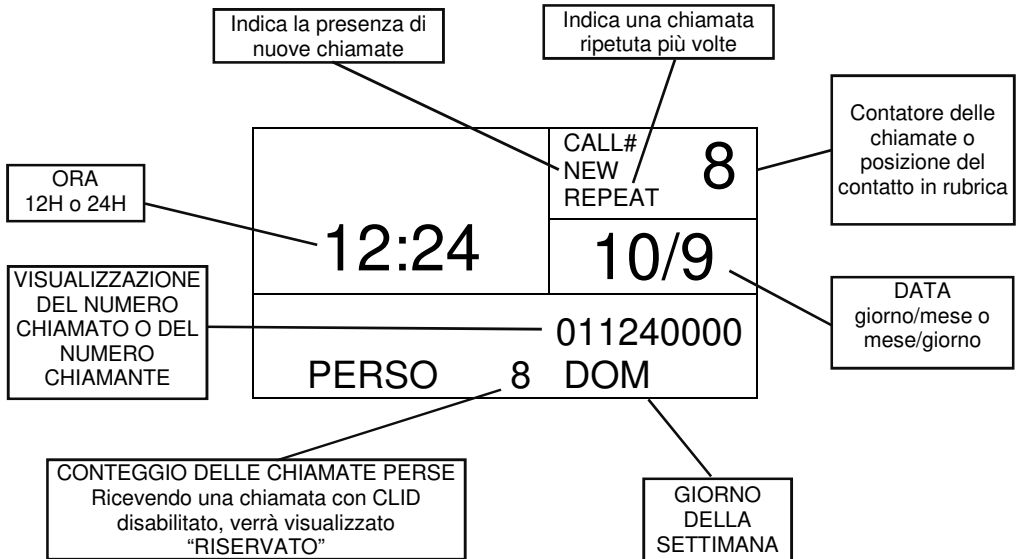 Indica la presenza di
nuove chiamate
Indica una chiamata
ripetuta più volte
Contatore delle
chiamate o
posizione del
contatto in rubrica
CALL#
NEW
REPEAT
8
ORA
12H o 24H
12:24
10/9
VISUALIZZAZIONE
DEL NUMERO
CHIAMATO O DEL
NUMERO
CHIAMANTE
DATA
giorno/mese o
mese/giorno
011240000
PERSO 8 DOM
CONTEGGIO DELLE CHIAMATE PERSE
Ricevendo una chiamata con CLID
disabilitato, verrà visualizzato
“RISERVATO”
GIORNO
DELLA
SETTIMANA